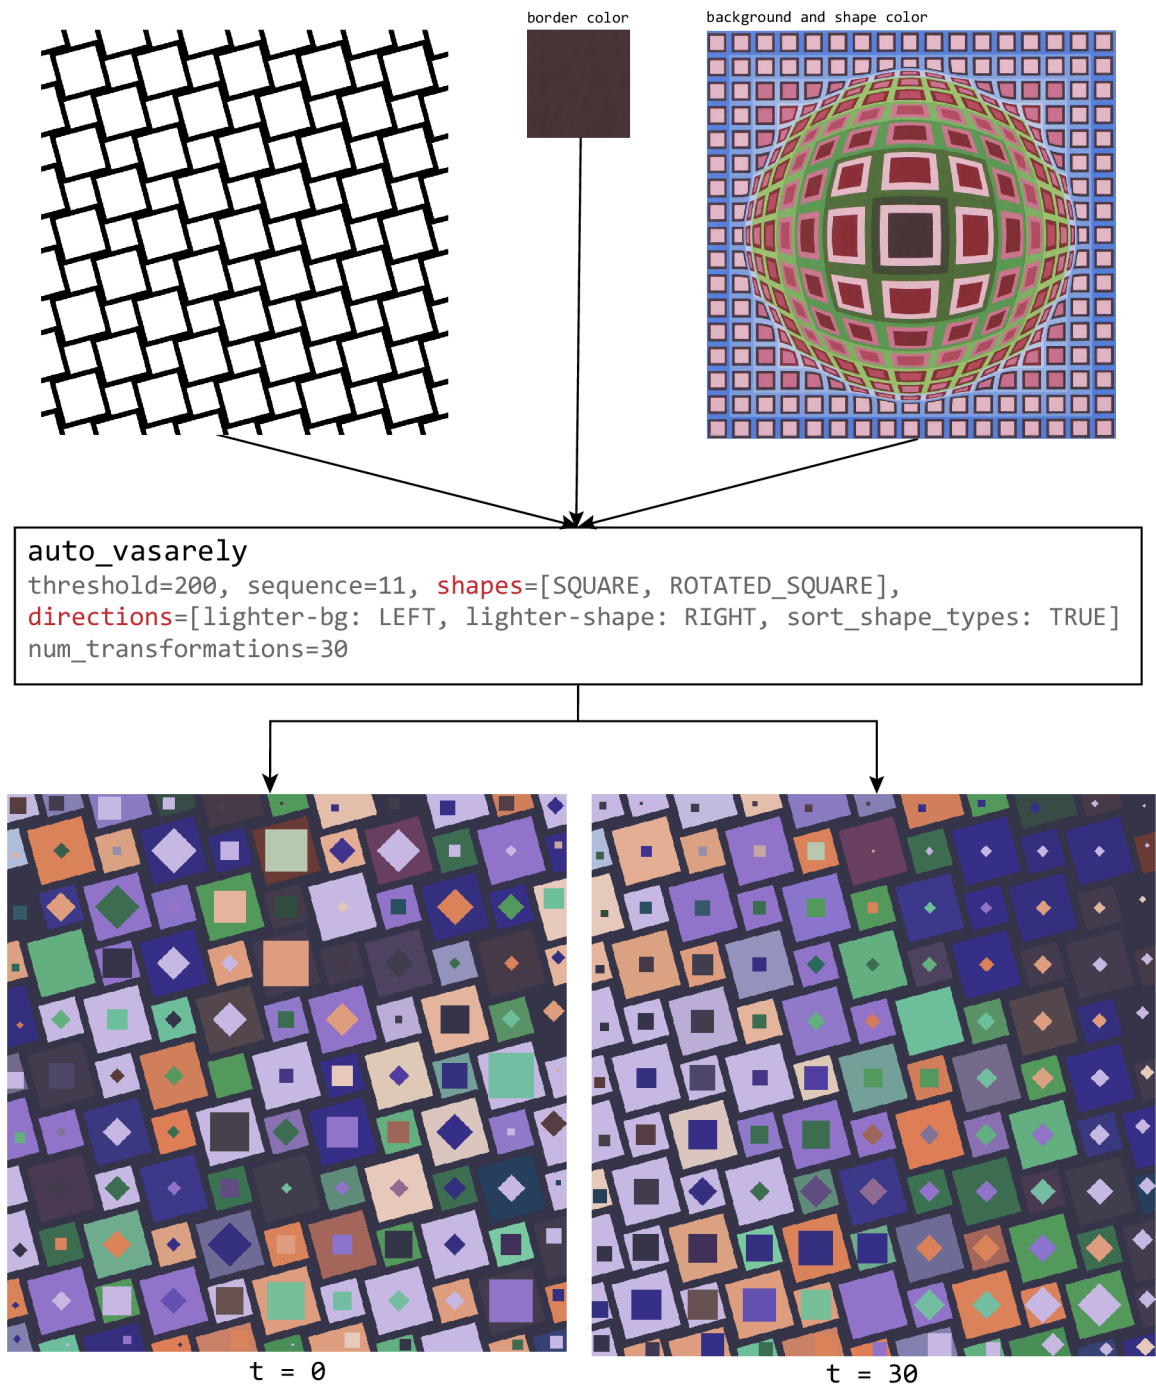 border color
background and shape color
auto_vasarely
threshold=200, sequence=11, shapes=[SQUARE, ROTATED_SQUARE],
directions=[lighter-bg: LEFT, lighter-shape: RIGHT, sort_shape_types: TRUE]
num_transformations=30
t = 0
t = 30